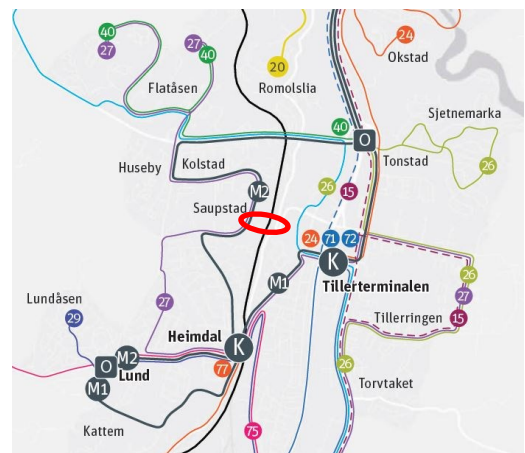 40
27
27
40
24
Okstad
20
Romolslia
Flatåsen
Sjetnemarka
40
O
Tonstad
26
Huseby
Kolstad
M2
26
15
Saupstad
24
71
72
K
Tillerterminalen
M1
26
27
15
Tillerringen
Lundåsen
29
27
Heimdal
K
M2
O
M1
Lund
77
26
Torvtaket
Kattem
75